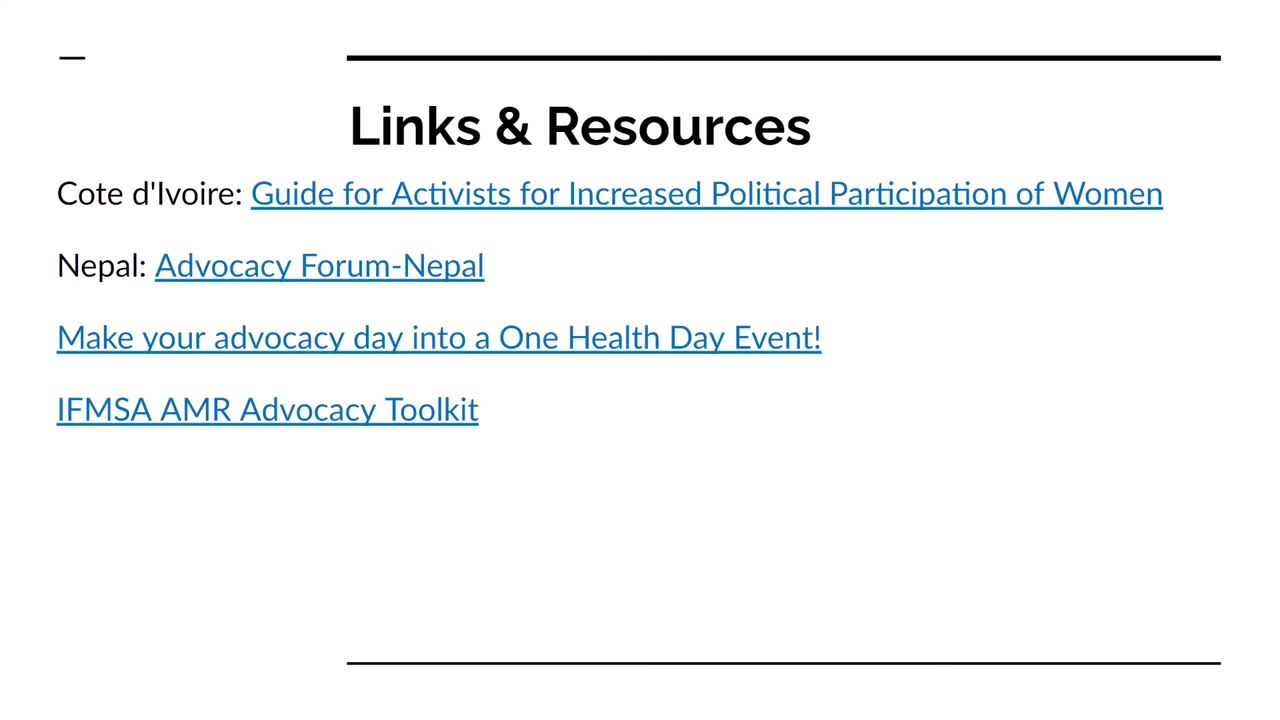 Links & Resources
Cote d'Ivoire: Guide for Activists for Increased Political Participation of Women
Nepal: Advocacy Forum-Nepal
Make your advocacy day into a One Health Day Event!
IFMSA AMR Advocacy Toolkit